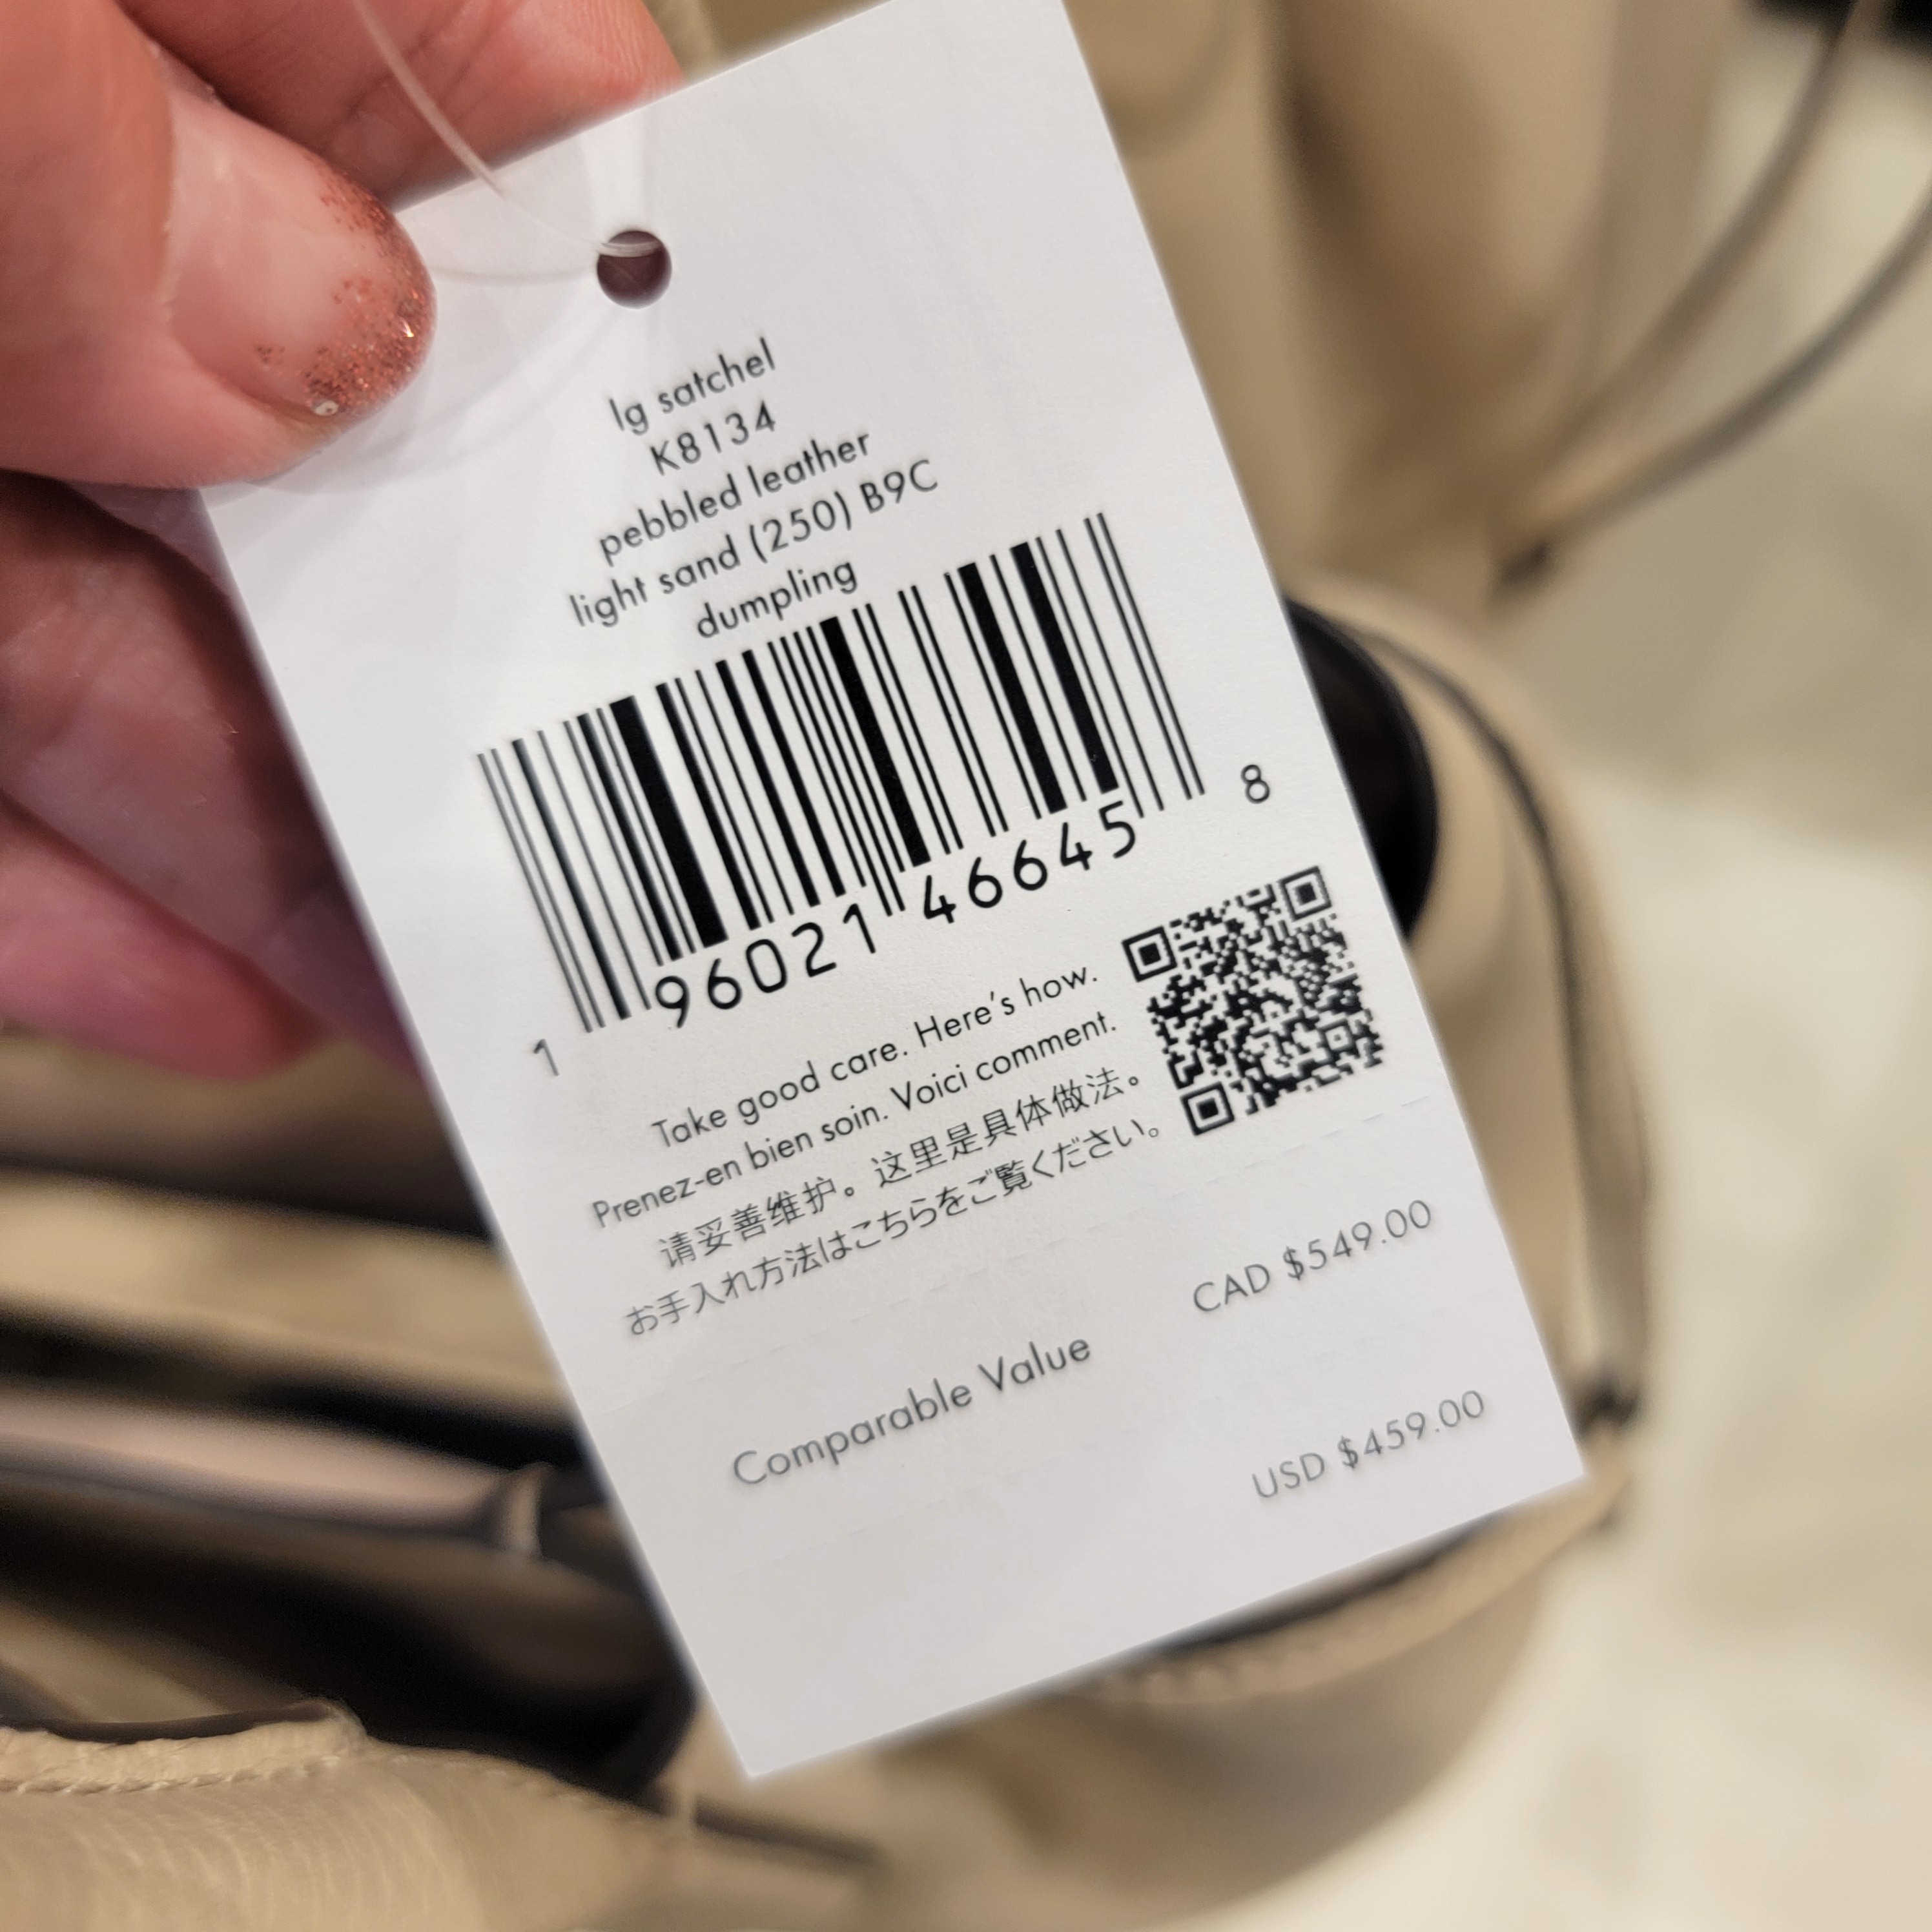 lg satchel
K8134
pebbled leather
light sand (250) B9C
dumpling
1 96021 46645 8
Take good care. Here's how.
Prenez-en bien soin. Voici comment.
请妥善维护。这里是具体做法。
お手入れ方法はこちらをご覧ください。
CAD $549.00
Comparable Value
USD $459.00